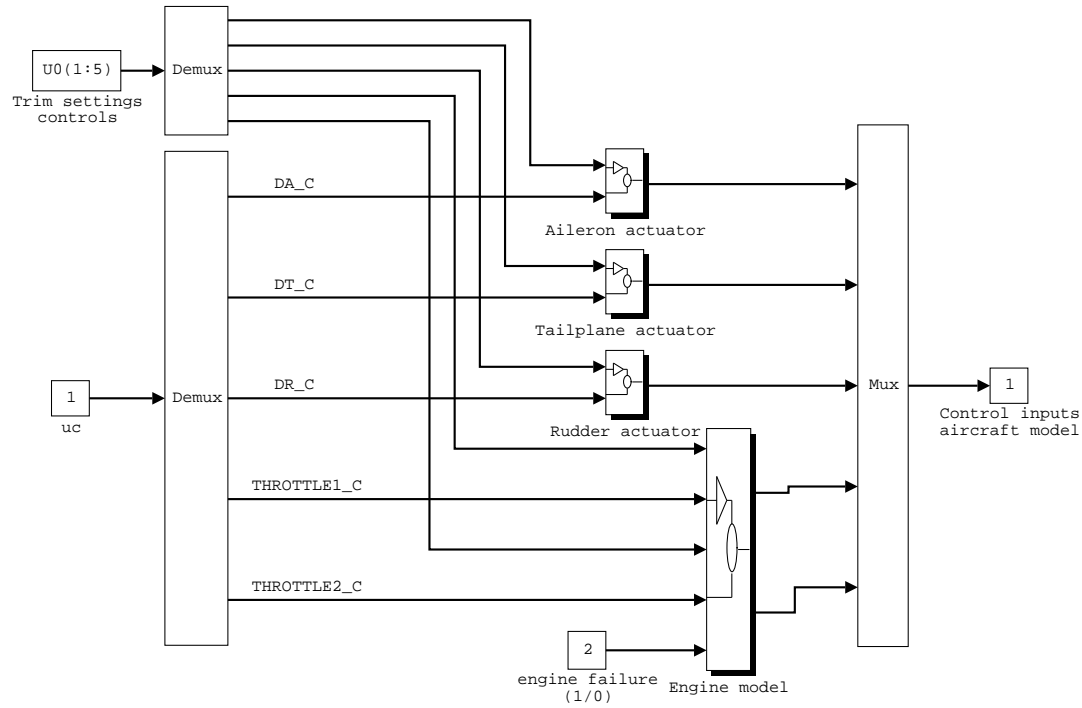 U0(1:5)
Trim settings
controls
Demux
DA_C
Aileron actuator
DT_C
Tailplane actuator
1
uc
Demux
DR_C
Rudder actuator
Mux
1
Control inputs
aircraft model
THROTTLE1_C
THROTTLE2_C
2
engine failure
(1/0)
Engine model